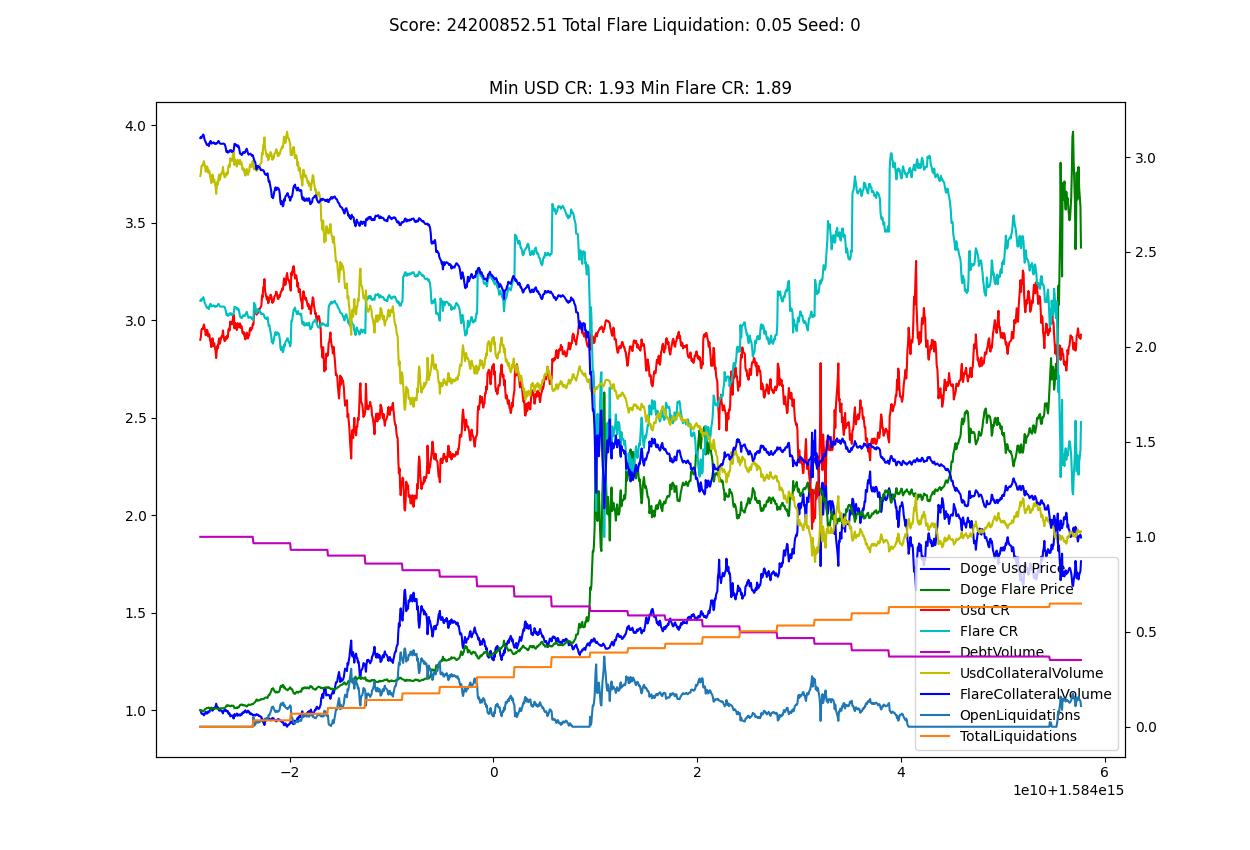 Score: 24200852.51 Total Flare Liquidation: 0.05 Seed: 0
Min USD CR: 1.93 Min Flare CR: 1.89
4.0
3.5
3.0
2.5
2.0
1.5
1.0
3.0
2.5
2.0
1.5
1.0
0.5
0.0
Doge Usd Price
Doge Flare Price
Usd CR
Flare CR
DebtVolume
UsdCollateralVolume
FlareCollateralVolume
OpenLiquidations
TotalLiquidations
−2 0 2 4 6
1e10+1.584e15